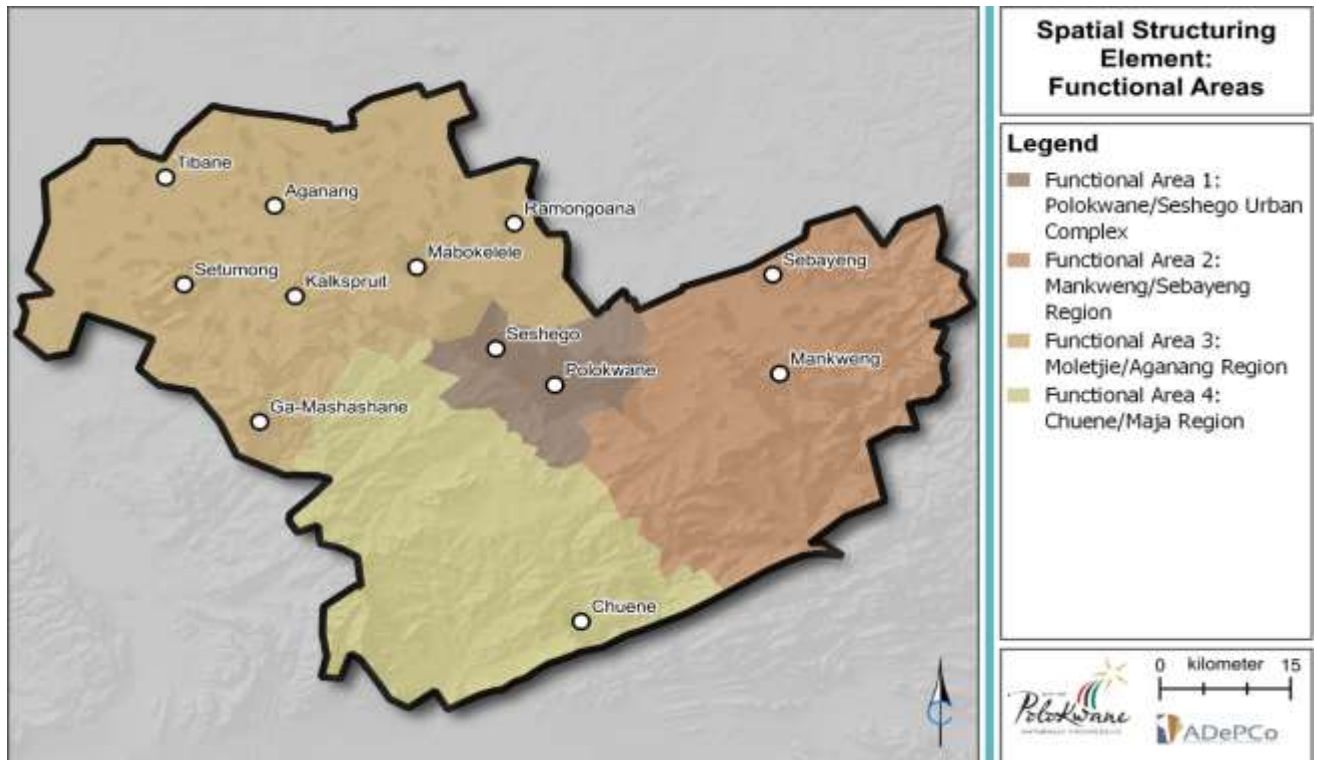 Spatial Structuring
Element:
Functional Areas
Legend
Functional Area 1:
Polokwane/Seshego Urban
Complex
Functional Area 2:
Mankweng/Sebayeng
Region
Functional Area 3:
Moletjie/Aganang Region
Functional Area 4:
Chuene/Maja Region
Tibane
Aganang
Ramongoana
Mabokelele
Setumong
Kalkspruit
Sebayeng
Seshego
Polokwane
Mankweng
Ga-Mashashane
Chuene
0 kilometer 15
Polokwane
NATURALLY PROGRESSIVE
ADePCo